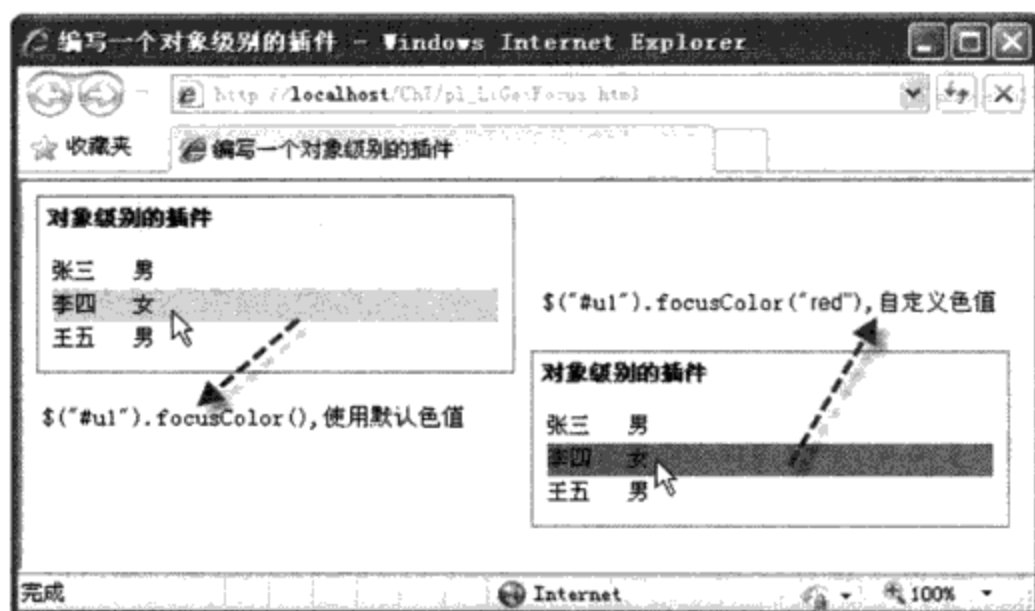 编写一个对象级别的插件 - Windows Internet Explorer
http://localhost/Ch7/pl_LiGetFocus.html
收藏夹
编写一个对象级别的插件
对象级别的插件
张三 男
李四 女
王五 男
$("#u1").focusColor(),使用默认色值
$("#u1").focusColor("red"),自定义色值
对象级别的插件
张三 男
李四 女
王五 男
完成
Internet
100%